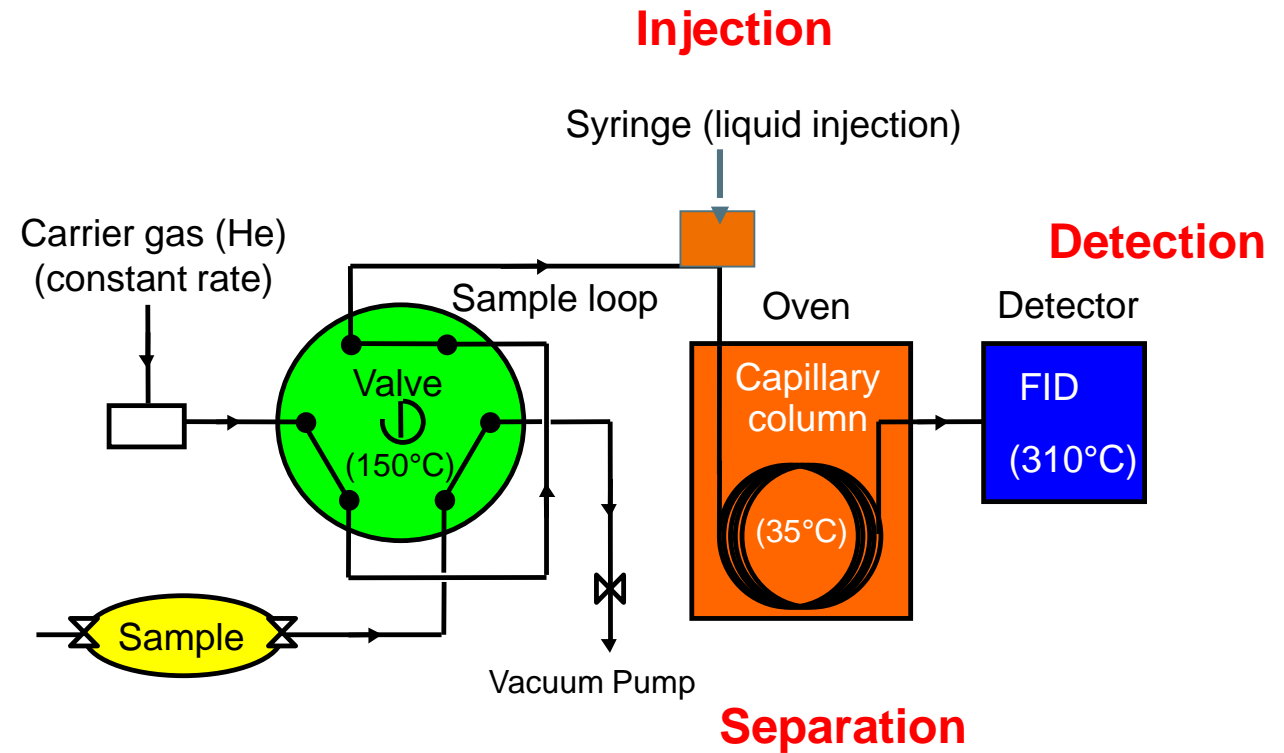 Injection
Syringe (liquid injection)
Carrier gas (He)
(constant rate)
Detection
Sample loop
Oven
Detector
Valve
(150°C)
Capillary
column
(35°C)
FID
(310°C)
Sample
Vacuum Pump
Separation